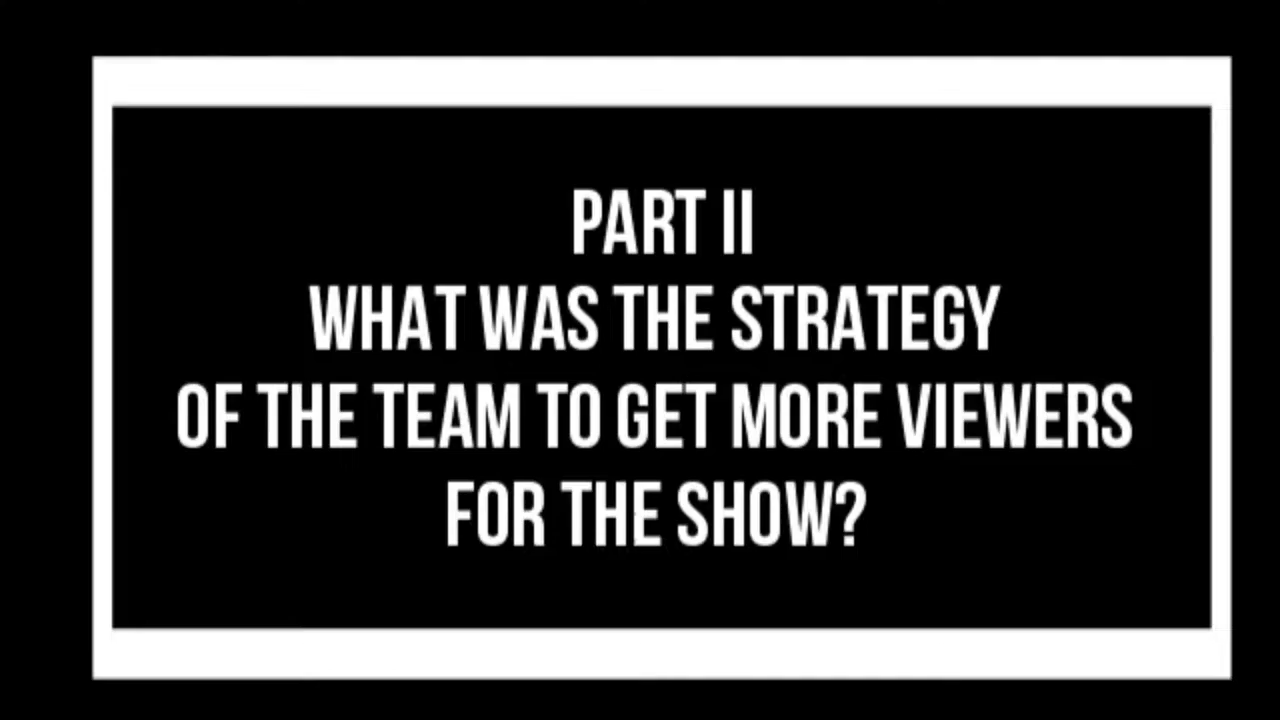 PART II
WHAT WAS THE STRATEGY
OF THE TEAM TO GET MORE VIEWERS
FOR THE SHOW?